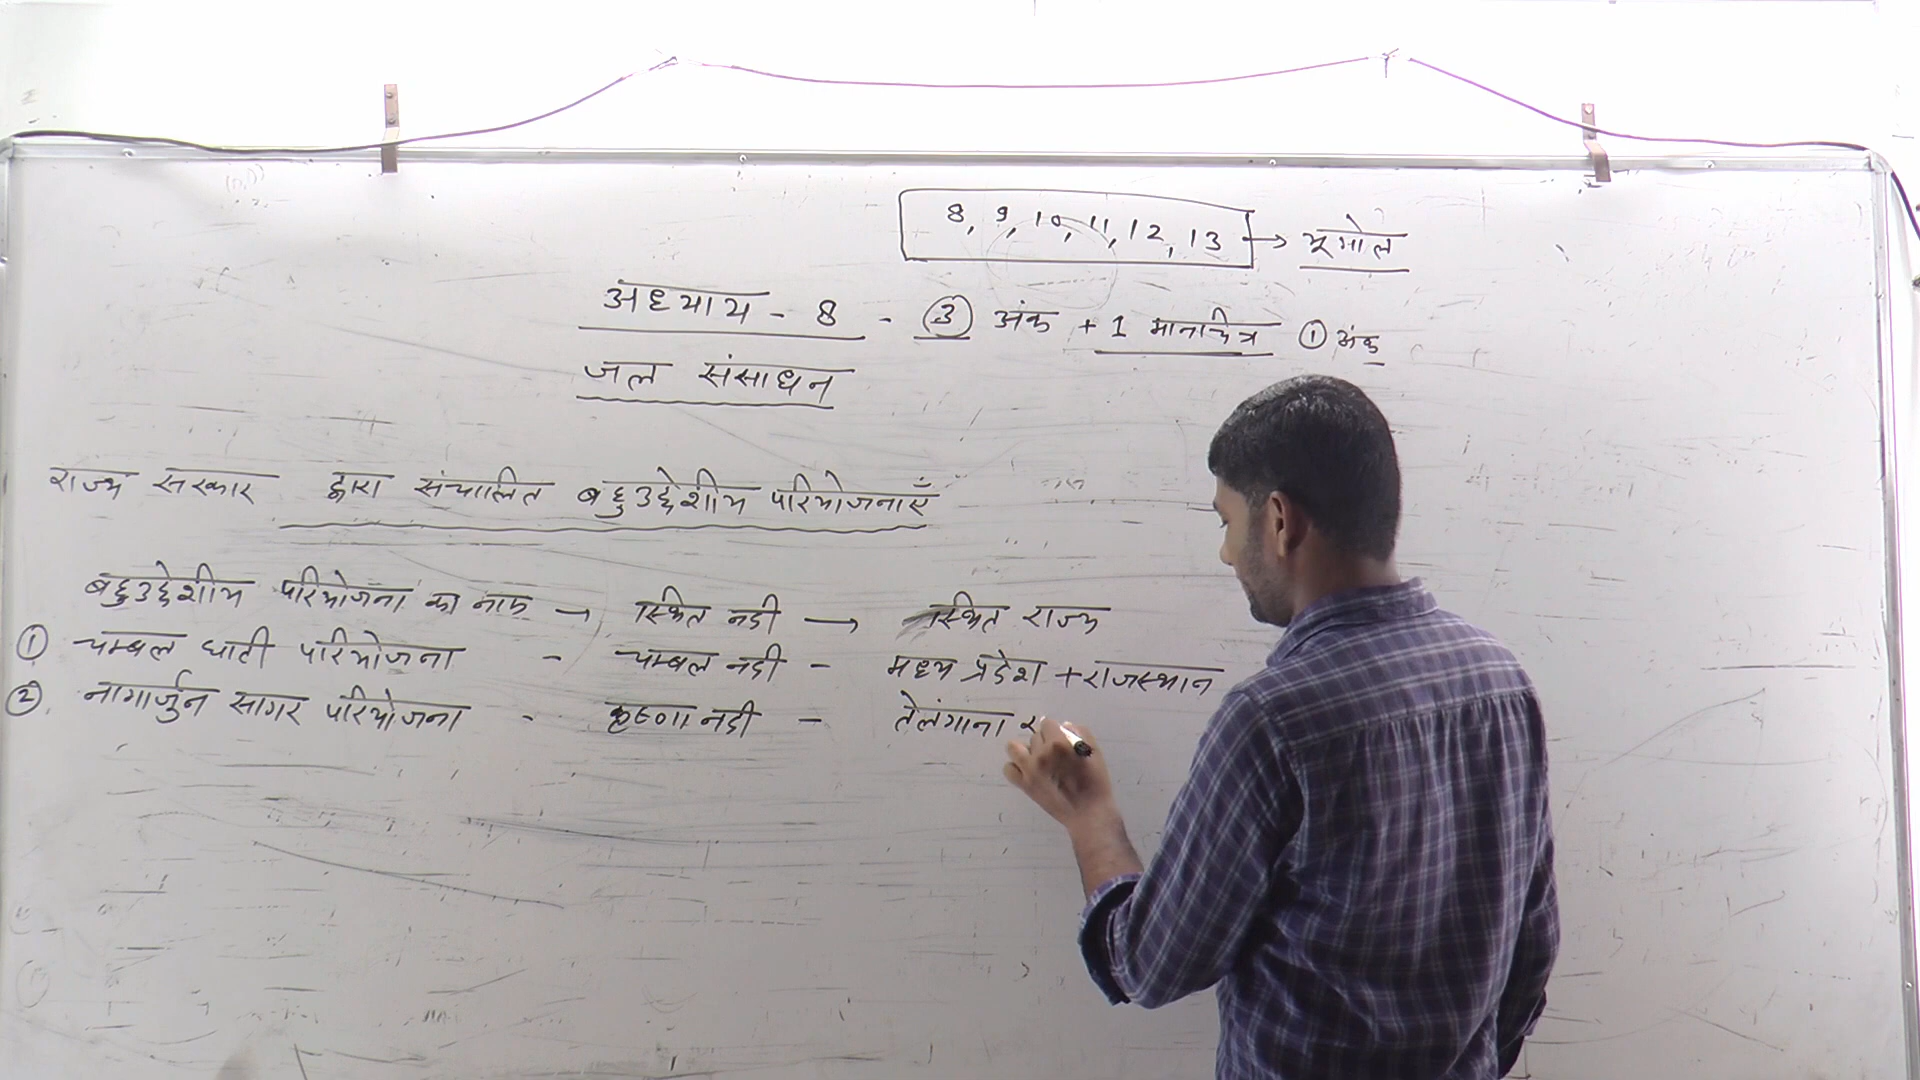 8, 9, 10, 11, 12, 13 → भूगोल
अध्याय - 8 - ③ अंक + 1 मानचित्र ① अंक
जल संसाधन
राज्य सरकार द्वारा संचालित बहुउद्देशीय परियोजनाएँ
बहुउद्देशीय परियोजना का नाम → स्थित नदी → स्थित राज्य
① चम्बल घाटी परियोजना - चम्बल नदी - मध्य प्रदेश + राजस्थान
② नागार्जुन सागर परियोजना - कृष्णा नदी - तेलंगाना